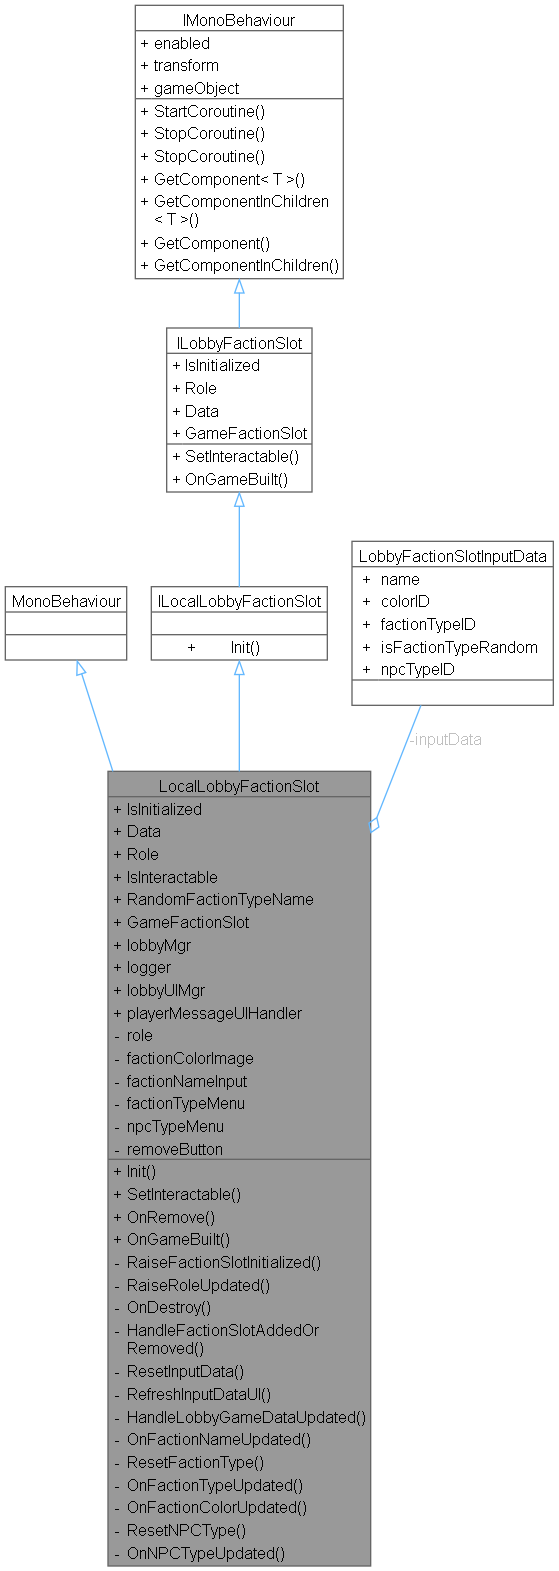 IMonoBehaviour
+ enabled
+ transform
+ gameObject
+ StartCoroutine()
+ StopCoroutine()
+ StopCoroutine()
+ GetComponent< T >()
+ GetComponentInChildren
< T >()
+ GetComponent()
+ GetComponentInChildren()
ILobbyFactionSlot
+ IsInitialized
+ Role
+ Data
+ GameFactionSlot
+ SetInteractable()
+ OnGameBuilt()
LobbyFactionSlotInputData
+ name
+ colorID
+ factionTypeID
+ isFactionTypeRandom
+ npcTypeID
MonoBehaviour
ILocalLobbyFactionSlot
+ Init()
-inputData
LocalLobbyFactionSlot
+ IsInitialized
+ Data
+ Role
+ IsInteractable
+ RandomFactionTypeName
+ GameFactionSlot
+ lobbyMgr
+ logger
+ lobbyUIMgr
+ playerMessageUIHandler
- role
- factionColorImage
- factionNameInput
- factionTypeMenu
- npcTypeMenu
- removeButton
+ Init()
+ SetInteractable()
+ OnRemove()
+ OnGameBuilt()
- RaiseFactionSlotInitialized()
- RaiseRoleUpdated()
- OnDestroy()
- HandleFactionSlotAddedOr
Removed()
- ResetInputData()
- RefreshInputDataUI()
- HandleLobbyGameDataUpdated()
- OnFactionNameUpdated()
- ResetFactionType()
- OnFactionTypeUpdated()
- OnFactionColorUpdated()
- ResetNPCType()
- OnNPCTypeUpdated()